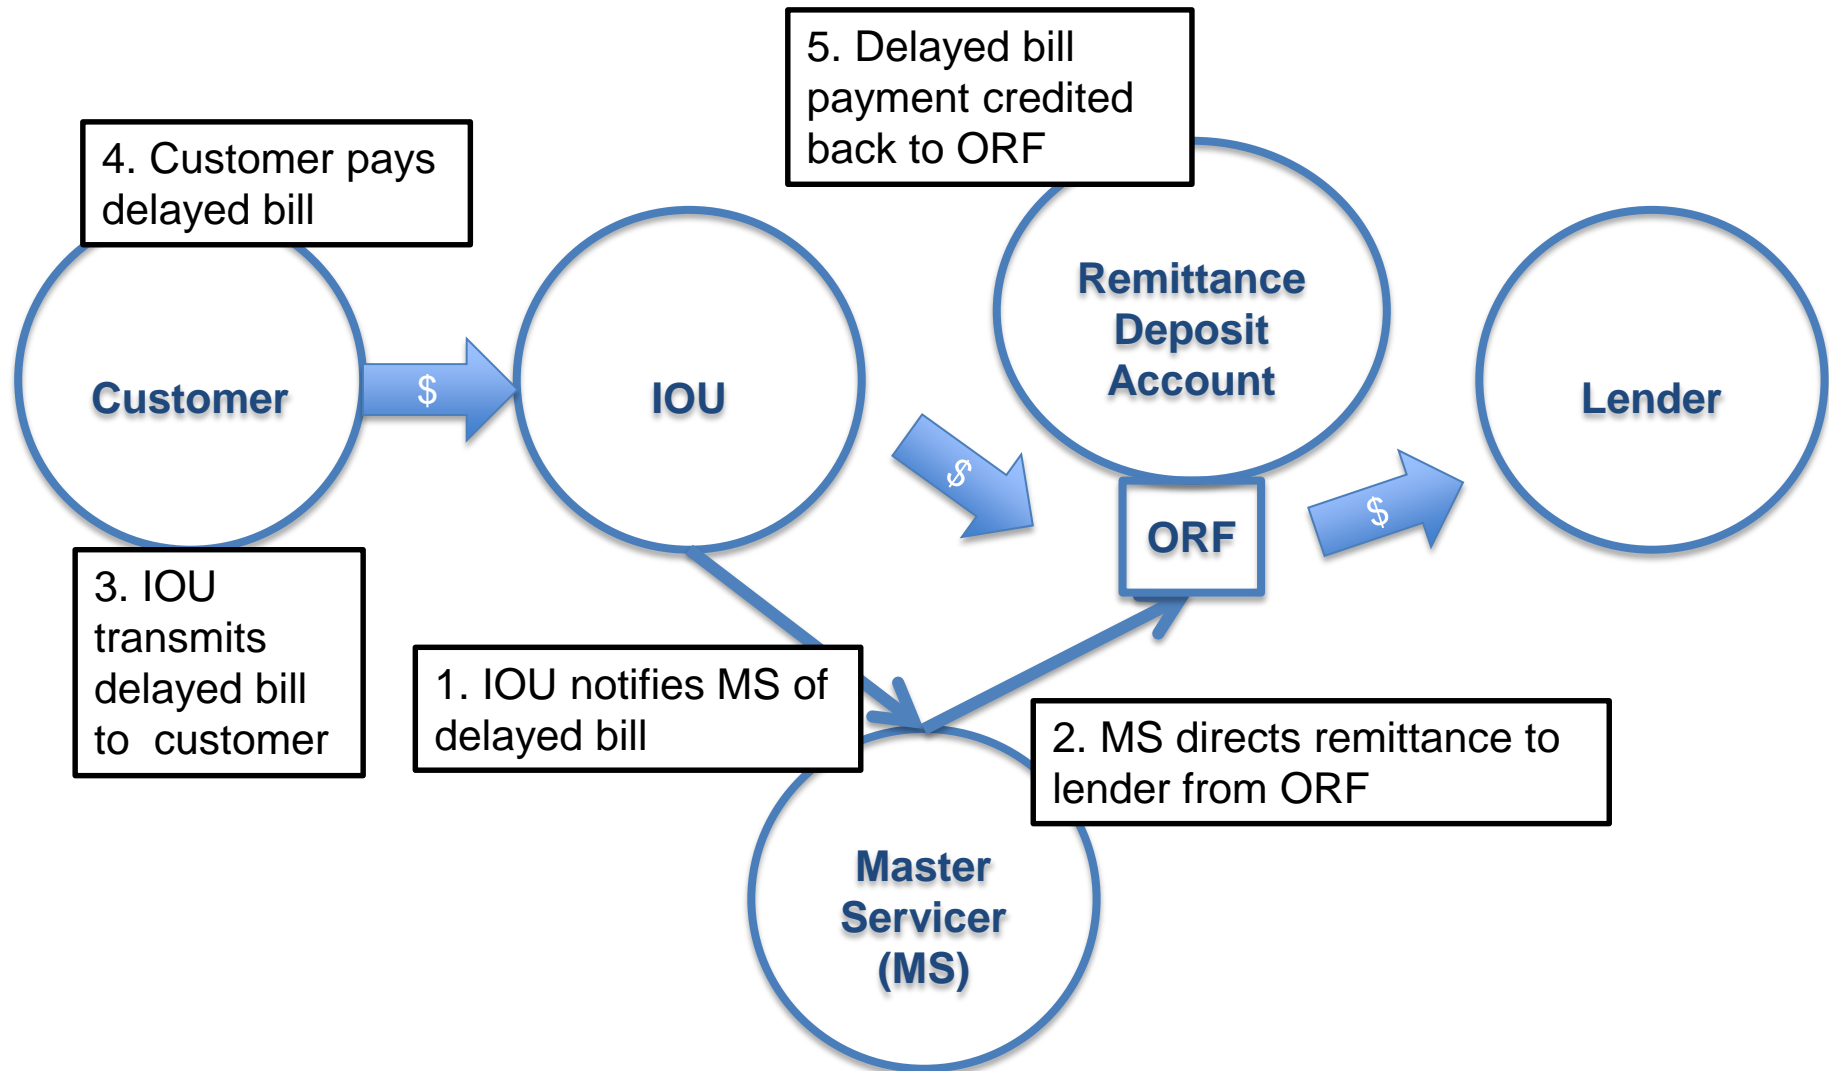 5. Delayed bill
payment credited
back to ORF
4. Customer pays
delayed bill
Customer
$
IOU
$
Remittance
Deposit
Account
ORF
$
Lender
3. IOU
transmits
delayed bill
to  customer
1. IOU notifies MS of
delayed bill
2. MS directs remittance to
lender from ORF
Master
Servicer
(MS)